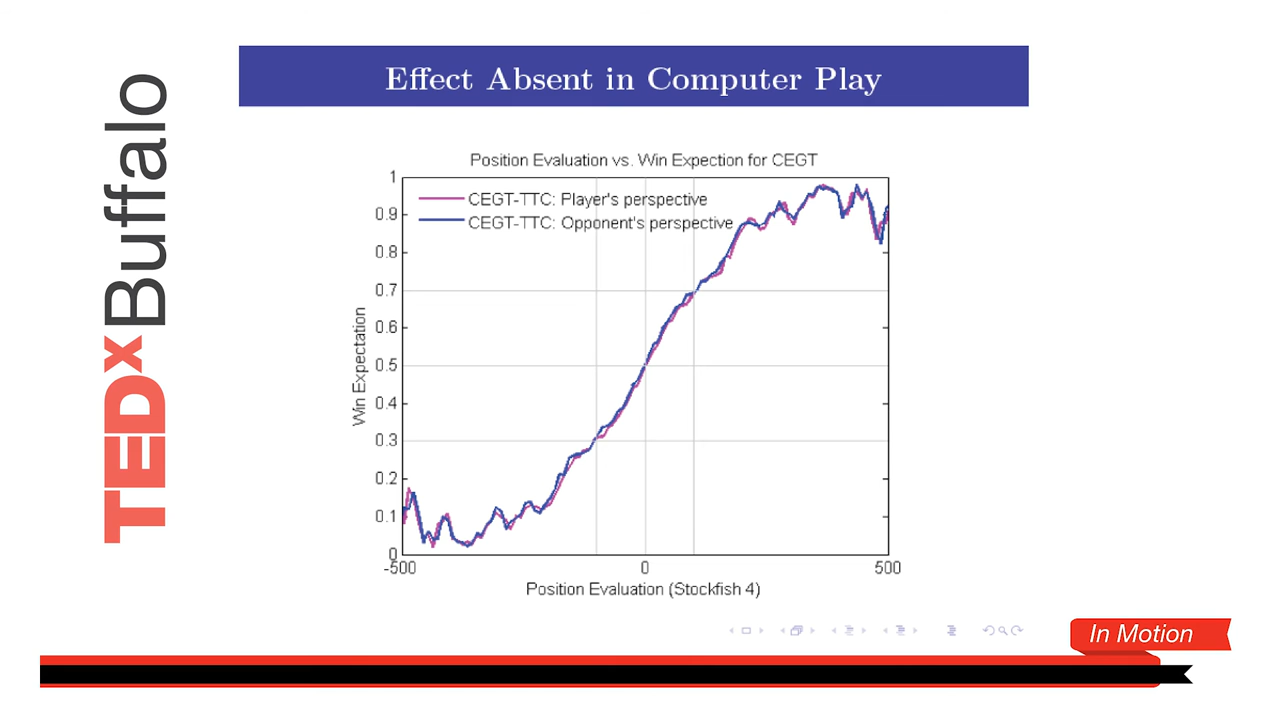 TEDxBuffalo
Effect Absent in Computer Play
Position Evaluation vs. Win Expection for CEGT
CEGT-TTC: Player's perspective
CEGT-TTC: Opponent's perspective
Win Expectation
1
0.9
0.8
0.7
0.6
0.5
0.4
0.3
0.2
0.1
0
-500
0
500
Position Evaluation (Stockfish 4)
In Motion